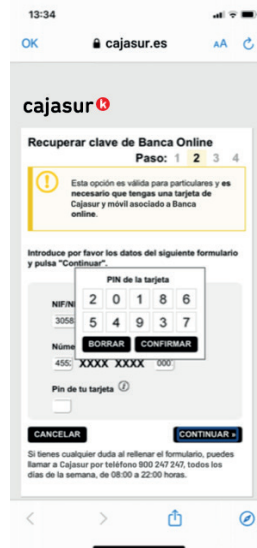 13:34
OK cajasur.es AA
cajasur k
Recuperar clave de Banca Online
Paso: 1 2 3 4
Esta opción es válida para particulares y es
necesario que tengas una tarjeta de
Cajasur y móvil asociado a Banca
online.
Introduce por favor los datos del siguiente formulario
y pulsa "Continuar".
PIN de la tarjeta
2 0 1 8 6
5 4 9 3 7
BORRAR CONFIRMAR
NIF/NI
3058
Núme
455 XXXX XXXX 000
Pin de tu tarjeta i
CANCELAR CONTINUAR »
Si tienes cualquier duda al rellenar el formulario, puedes
llamar a Cajasur por teléfono 900 247 247, todos los
días de la semana, de 08:00 a 22:00 horas.